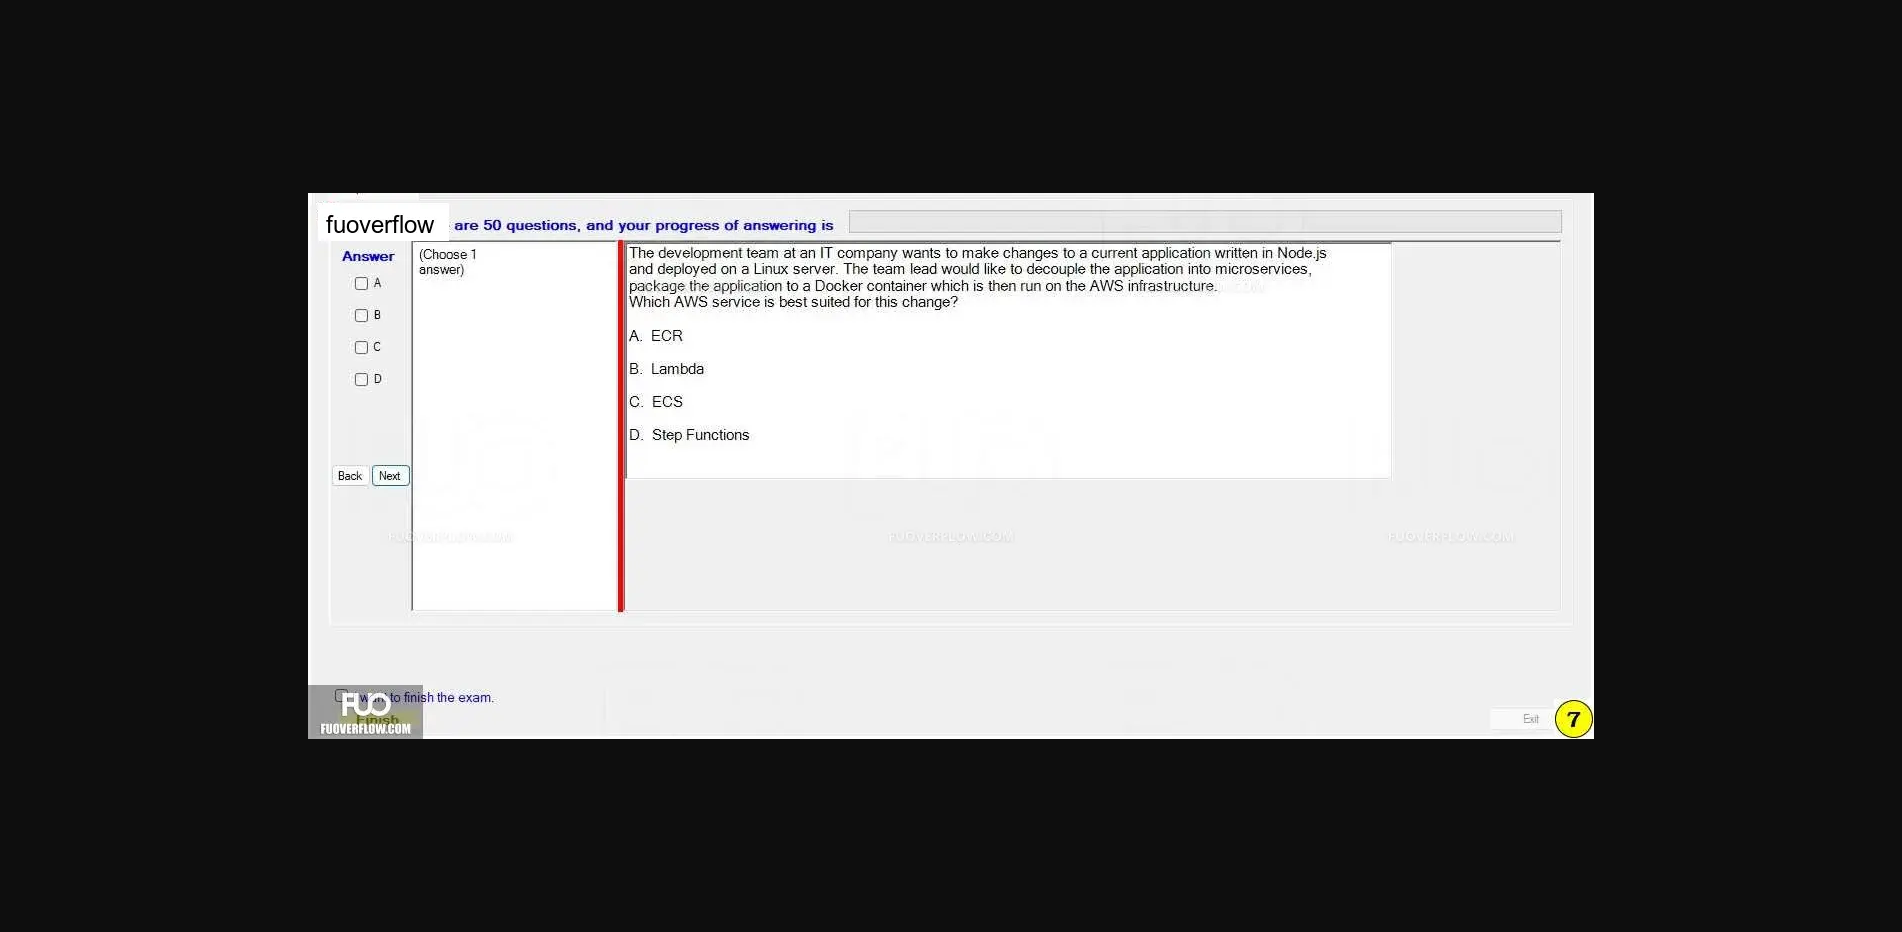 fuoverflow are 50 questions, and your progress of answering is
Answer
A
B
C
D
Back Next
(Choose 1
answer)
The development team at an IT company wants to make changes to a current application written in Node.js
and deployed on a Linux server. The team lead would like to decouple the application into microservices,
package the application to a Docker container which is then run on the AWS infrastructure.
Which AWS service is best suited for this change?
A. ECR
B. Lambda
C. ECS
D. Step Functions
FUOVERFLOW.COM
FUOVERFLOW.COM
FUOVERFLOW.COM
want to finish the exam.
FUO
Finish
FUOVERFLOW.COM
Exit
7